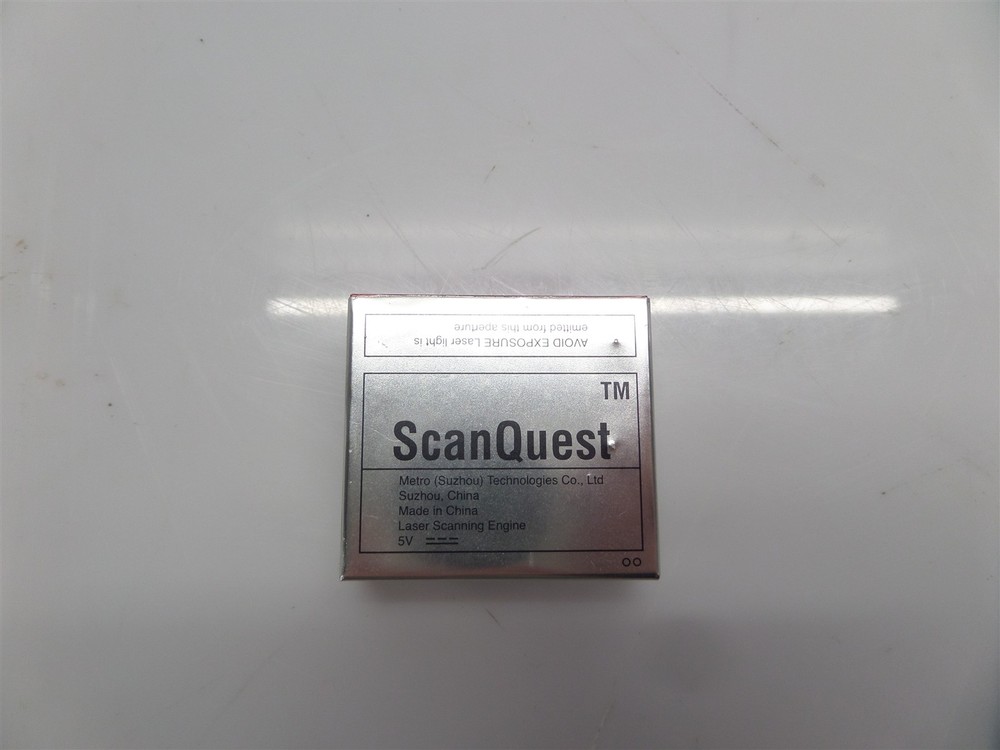 AVOID EXPOSURE Laser light is
emitted from this aperture
TM
ScanQuest
Metro (Suzhou) Technologies Co., Ltd
Suzhou, China
Made in China
Laser Scanning Engine
5V